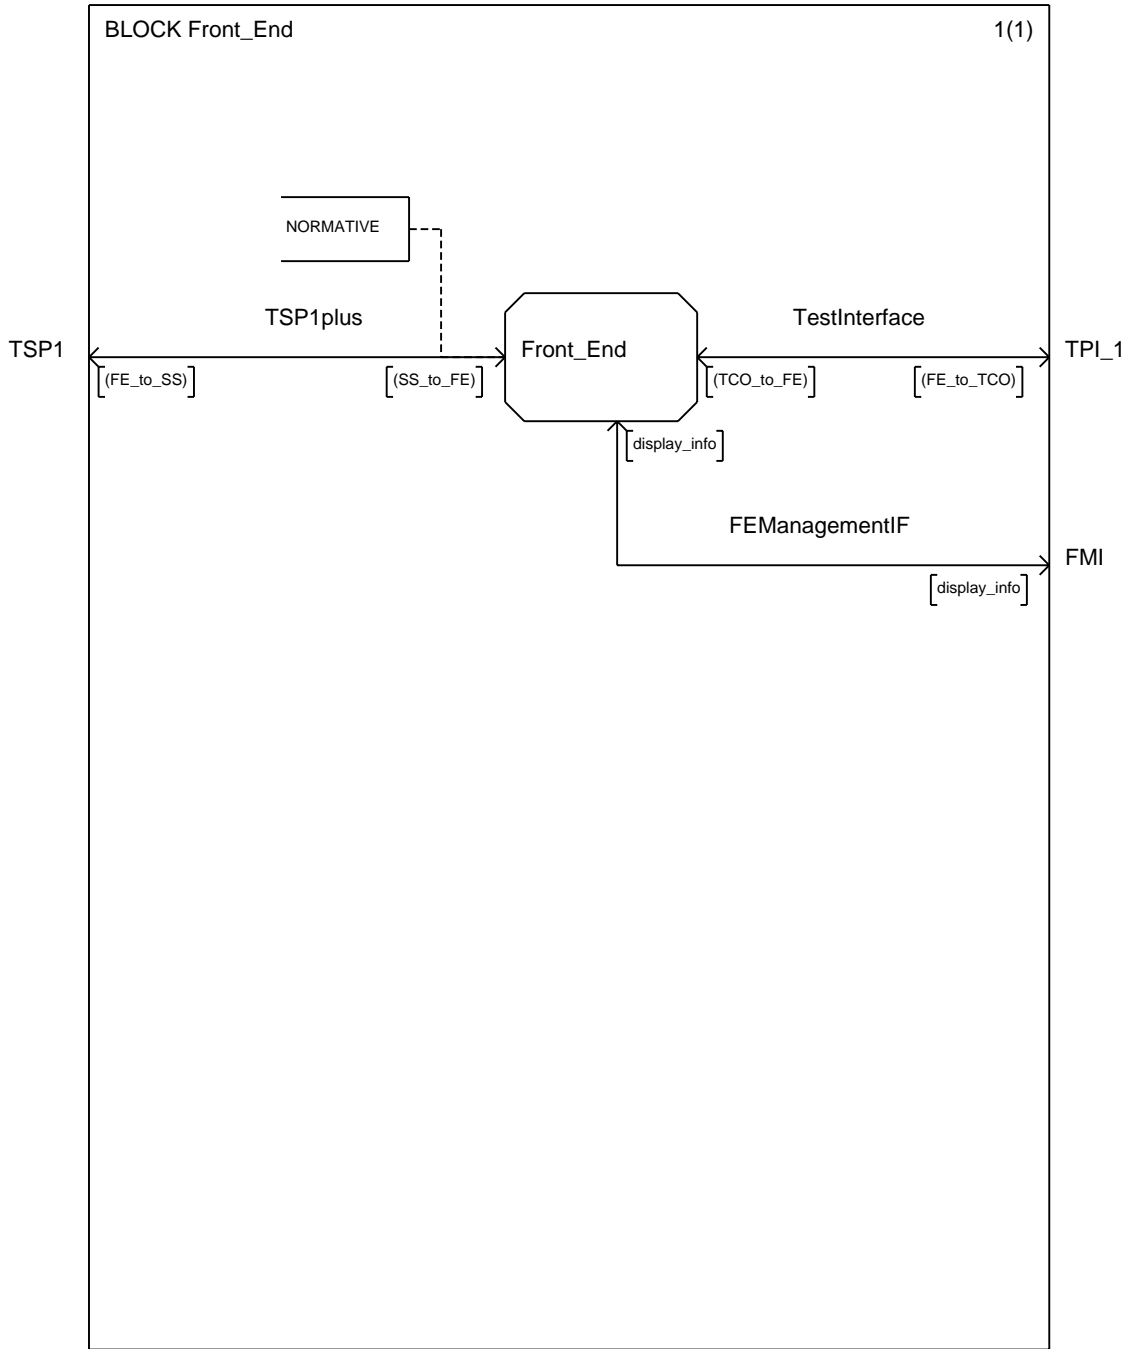 BLOCK Front_End 1(1)
NORMATIVE
TSP1plus TestInterface
TSP1 Front_End TPI_1
(FE_to_SS) (SS_to_FE) (TCO_to_FE) (FE_to_TCO)
display_info
FEManagementIF
FMI
display_info